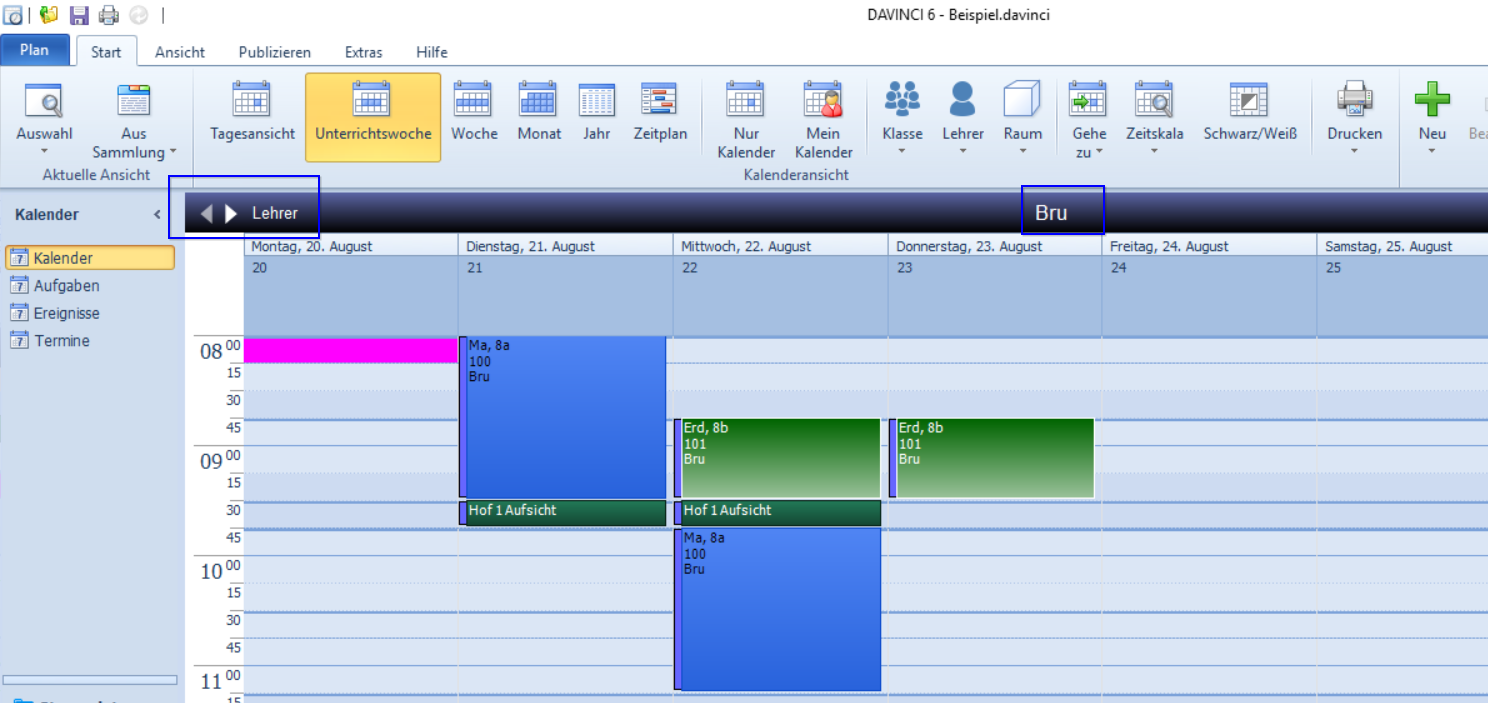 DAVINCI 6 - Beispiel.davinci
Plan Start Ansicht Publizieren Extras Hilfe
Auswahl Aus Sammlung Tagesansicht Unterrichtswoche Woche Monat Jahr Zeitplan Nur Kalender Mein Kalender Klasse Lehrer Raum Gehe zu Zeitskala Schwarz/Weiß Drucken Neu
Aktuelle Ansicht Kalenderansicht
Kalender < Lehrer Bru
Kalender
Aufgaben
Ereignisse
Termine
Montag, 20. August Dienstag, 21. August Mittwoch, 22. August Donnerstag, 23. August Freitag, 24. August Samstag, 25. August
20 21 22 23 24 25
08 00 Ma, 8a
100
15 Bru
30
45 Erd, 8b Erd, 8b
101 101
09 00 Bru Bru
15
30 Hof 1 Aufsicht Hof 1 Aufsicht
45 Ma, 8a
100
10 00 Bru
15
30
45
11 00
15